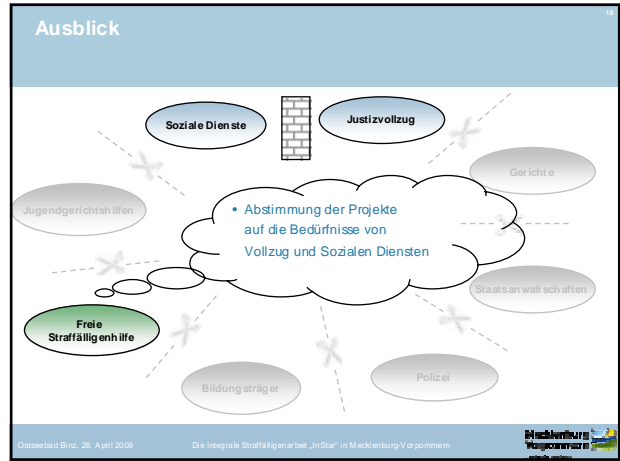 18
Ausblick
Soziale Dienste
Justizvollzug
Gerichte
Jugendgerichtshilfen
• Abstimmung der Projekte
auf die Bedürfnisse von
Vollzug und Sozialen Diensten
Staatsanwaltschaften
Freie
Straffälligenhilfe
Bildungsträger
Polizei
Ostseebad Binz, 28. April 2009
Die Integrale Straffälligenarbeit „InStar“ in Mecklenburg-Vorpommern
Mecklenburg
Vorpommern